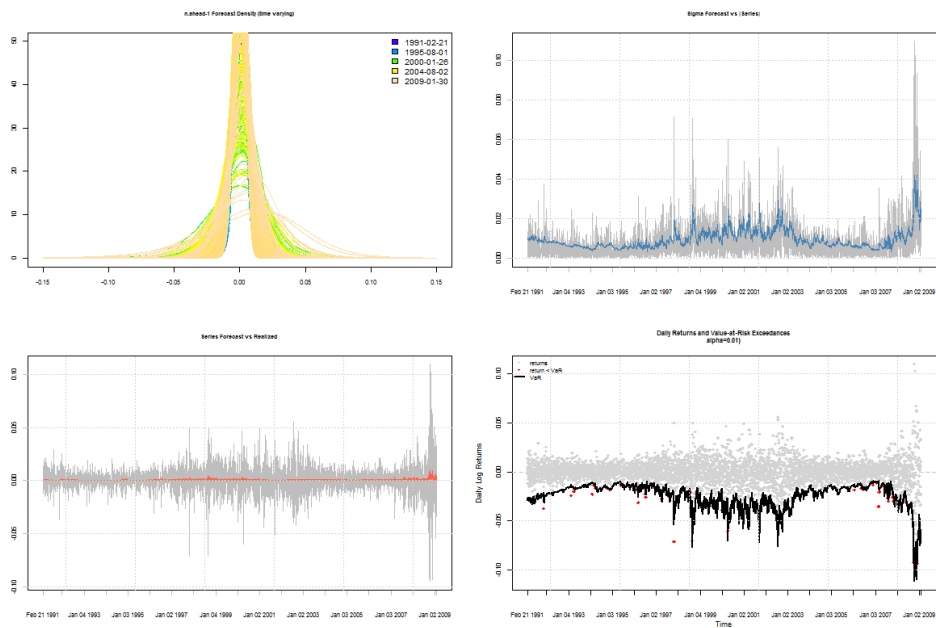 n.ahead-1 Forecast Density (time varying)
50
40
30
20
10
0
1991-02-21
1995-08-01
2000-01-26
2004-08-02
2009-01-30
-0.15
-0.10
-0.05
0.00
0.05
0.10
0.15
Sigma Forecast vs |Series|
0.10
0.08
0.06
0.04
0.02
0.00
Feb 21 1991
Jan 04 1993
Jan 03 1995
Jan 02 1997
Jan 04 1999
Jan 02 2001
Jan 02 2003
Jan 03 2005
Jan 03 2007
Jan 02 2009
Series Forecast vs Realized
0.10
0.05
0.00
-0.05
-0.10
Feb 21 1991
Jan 04 1993
Jan 03 1995
Jan 02 1997
Jan 04 1999
Jan 02 2001
Jan 02 2003
Jan 03 2005
Jan 03 2007
Jan 02 2009
Daily Returns and Value-at-Risk Exceedances
alpha=0.01)
returns
return < VaR
VaR
Daily Log Returns
0.10
0.05
0.00
-0.05
-0.10
Feb 21 1991
Jan 04 1993
Jan 03 1995
Jan 02 1997
Jan 04 1999
Jan 02 2001
Jan 02 2003
Jan 03 2005
Jan 03 2007
Jan 02 2009
Time